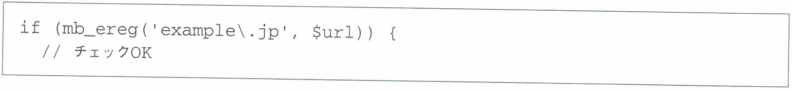 if (mb_ereg('example\.jp', $url)) {
// チェックOK